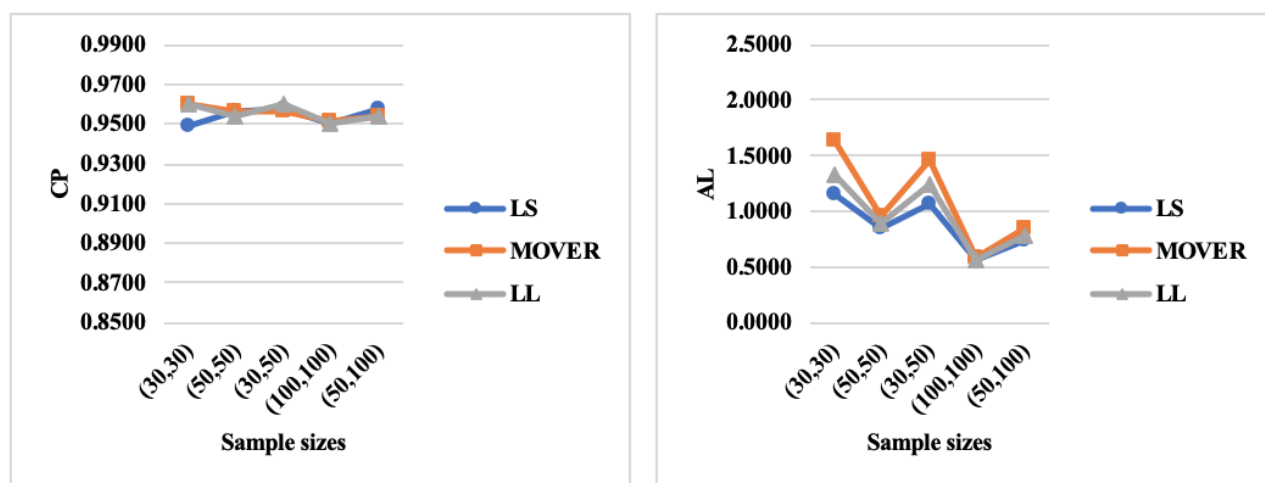 0.9900
0.9700
0.9500
0.9300
0.9100
0.8900
0.8700
0.8500
CP
(30,30)
(50,50)
(30,50)
(100,100)
(50,100)
Sample sizes
LS
MOVER
LL
2.5000
2.0000
1.5000
1.0000
0.5000
0.0000
AL
(30,30)
(50,50)
(30,50)
(100,100)
(50,100)
Sample sizes
LS
MOVER
LL